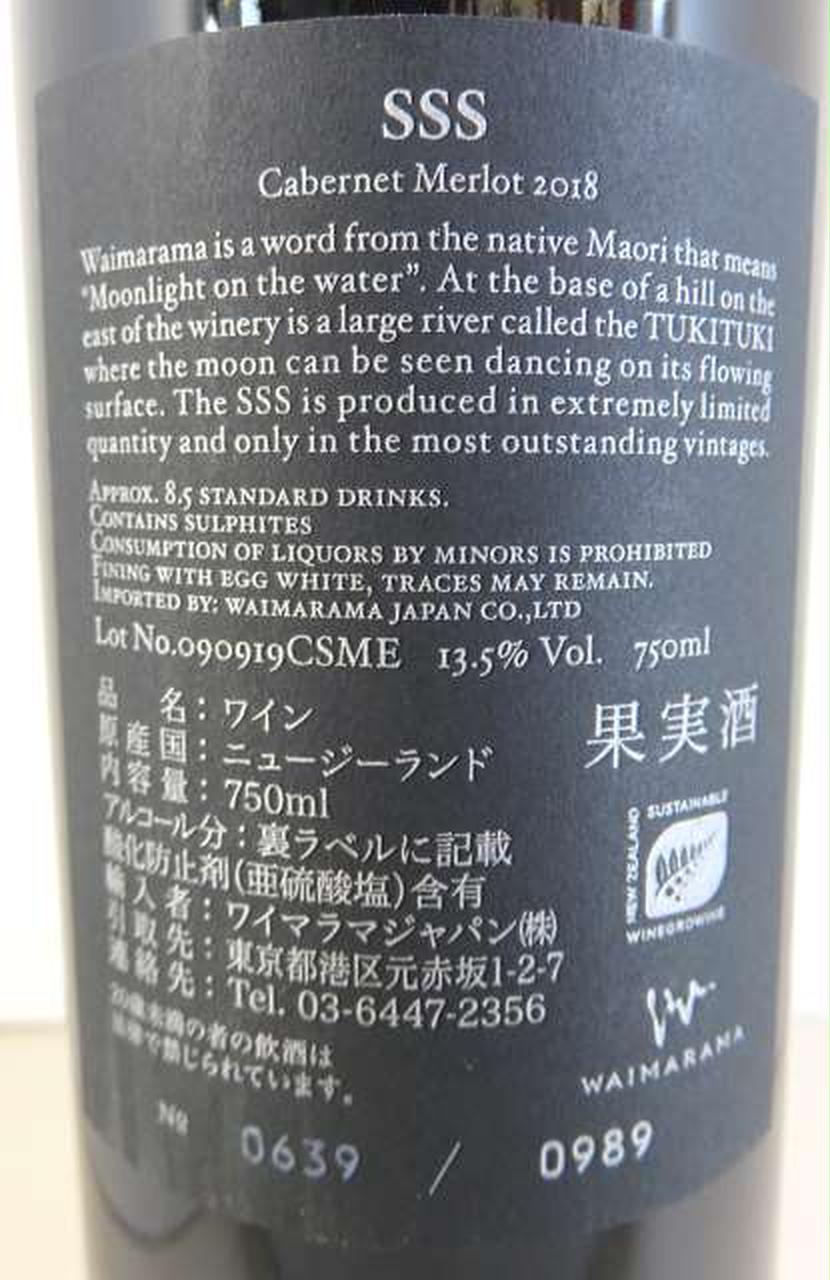 SSS
Cabernet Merlot 2018
Waimarama is a word from the native Maori that means
“Moonlight on the water”. At the base of a hill on the
east of the winery is a large river called the TUKITUKI
where the moon can be seen dancing on its flowing
surface. The SSS is produced in extremely limited
quantity and only in the most outstanding vintages.
APPROX. 8.5 STANDARD DRINKS.
CONTAINS SULPHITES
CONSUMPTION OF LIQUORS BY MINORS IS PROHIBITED
FINING WITH EGG WHITE, TRACES MAY REMAIN.
IMPORTED BY: WAIMARAMA JAPAN CO.,LTD
Lot No.090919CSME 13.5% Vol. 750ml
品名：ワイン
原産国：ニュージーランド
内容量：750ml
アルコール分：裏ラベルに記載
酸化防止剤(亜硫酸塩)含有
輸入者：ワイマラマジャパン㈱
引取先：東京都港区元赤坂1-2-7
連絡先：Tel. 03-6447-2356
20歳未満の者の飲酒は
法律で禁じられています。
果実酒
SUSTAINABLE
NEW ZEALAND
WINEGROWING
WAIMARAMA
№ 0639 / 0989